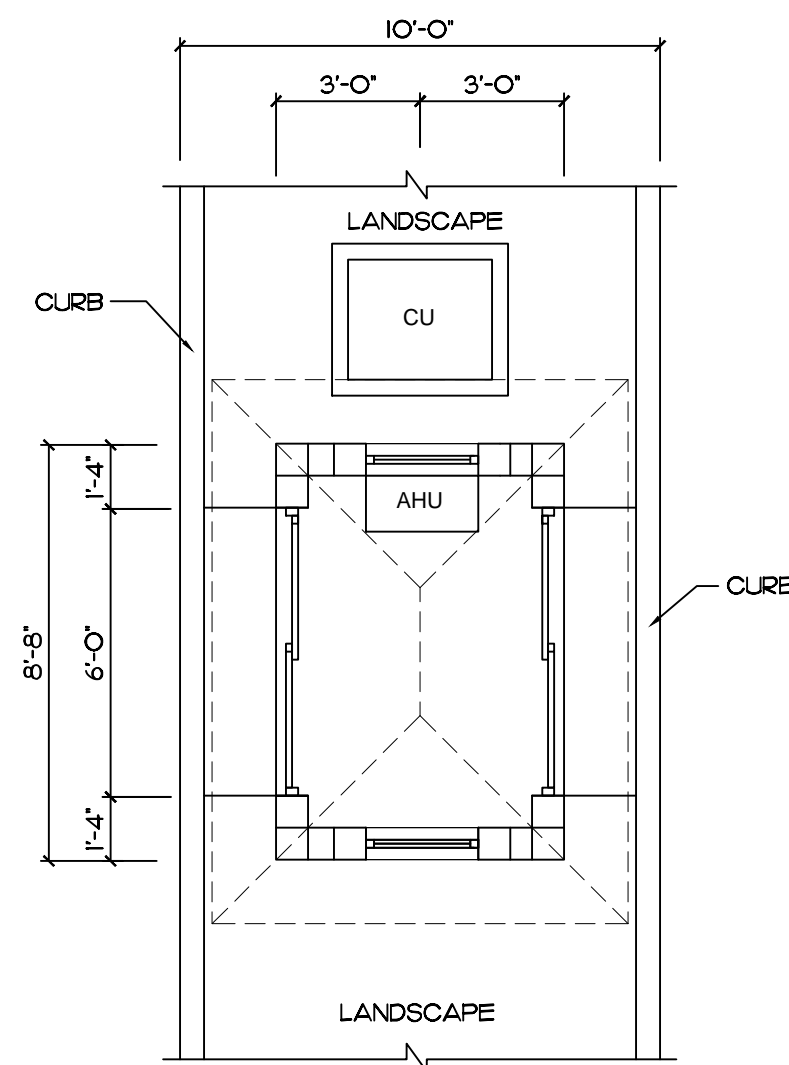 10'-0"
3'-0" 3'-0"
LANDSCAPE
CURB
CU
1'-4"
AHU
CURB
8'-8"
6'-0"
1'-4"
LANDSCAPE